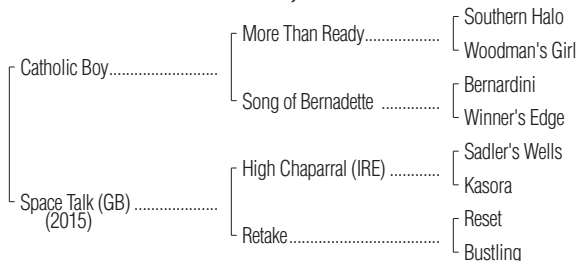 Southern Halo
More Than Ready..................
Woodman's Girl
Catholic Boy..........................
Bernardini
Song of Bernadette ..............
Winner's Edge
Sadler's Wells
High Chaparral (IRE) ............
Kasora
Space Talk (GB) ....................
(2015)
Reset
Retake.....................................
Bustling